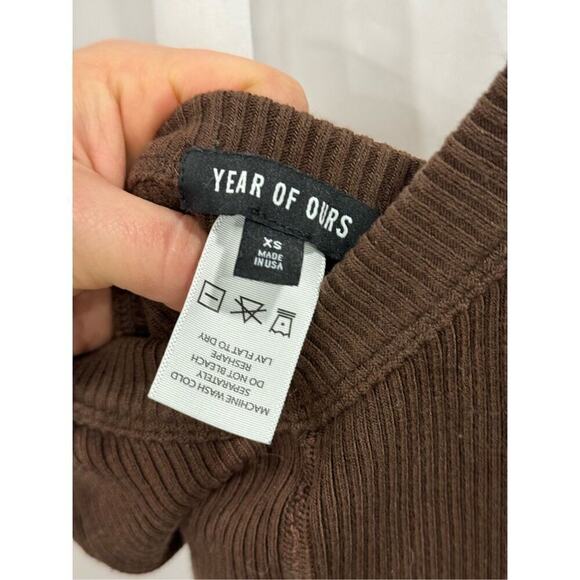 YEAR OF OURS
XS
MADE
IN USA
MACHINE WASH COLD
SEPARATELY
DO NOT BLEACH
RESHAPE
LAY FLAT TO DRY